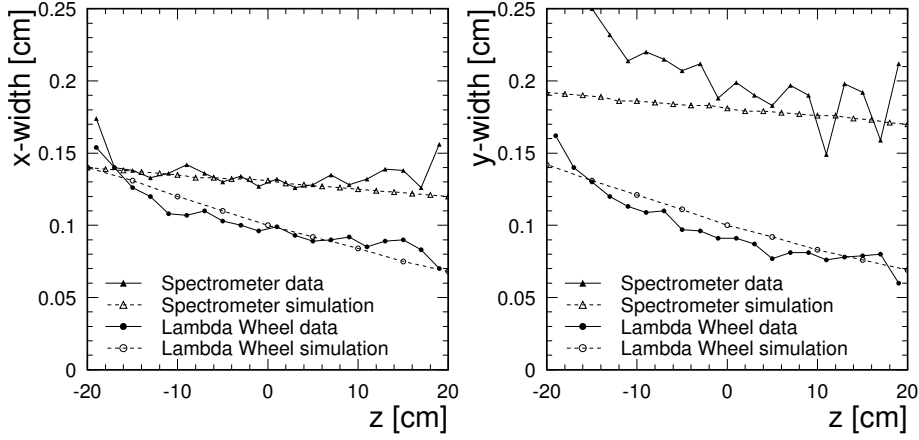 x-width [cm]
0.25
0.2
0.15
0.1
0.05
0
Spectrometer data
Spectrometer simulation
Lambda Wheel data
Lambda Wheel simulation
-20 -10 0 10 20
z [cm]
y-width [cm]
0.25
0.2
0.15
0.1
0.05
0
Spectrometer data
Spectrometer simulation
Lambda Wheel data
Lambda Wheel simulation
-20 -10 0 10 20
z [cm]